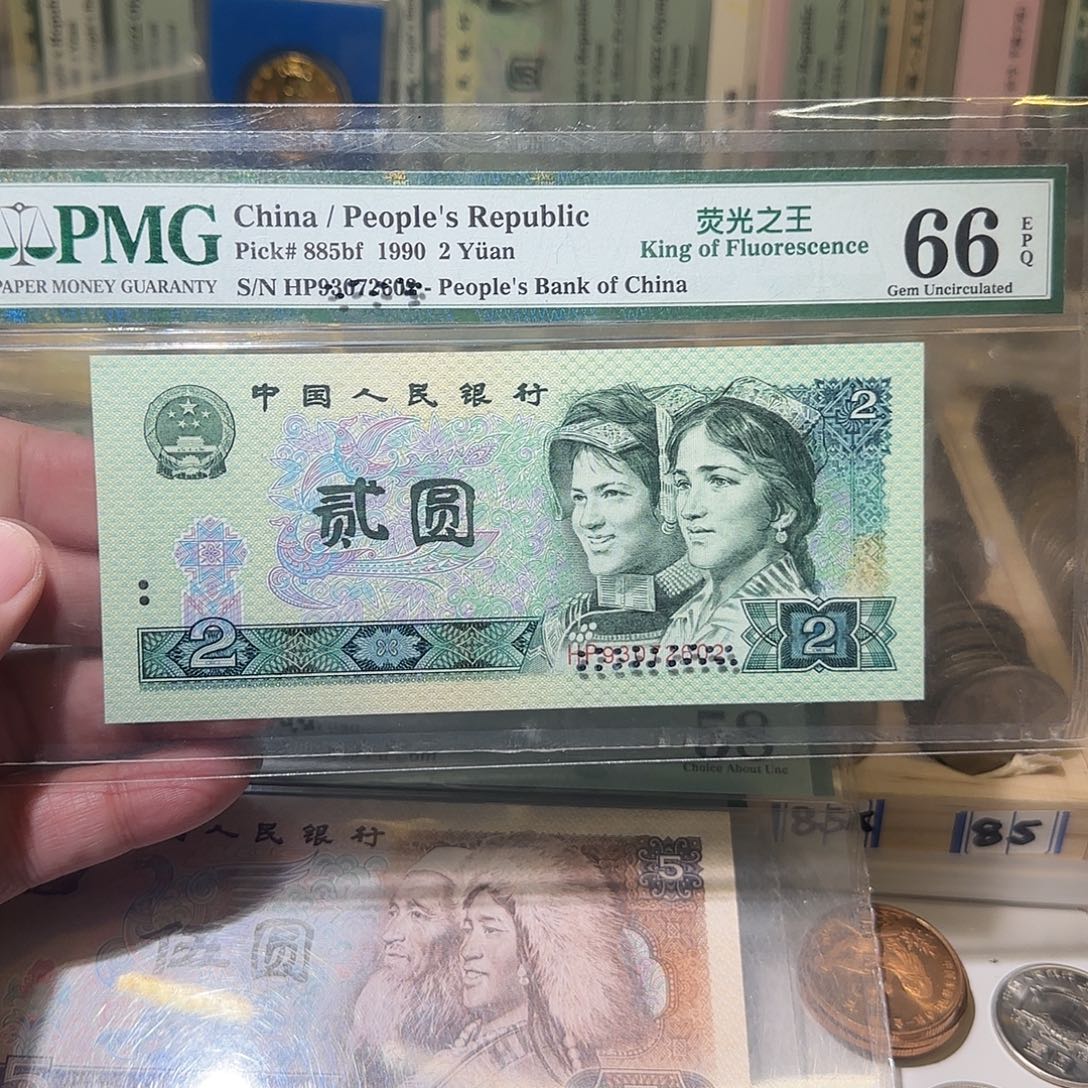 PMG
PAPER MONEY GUARANTY
China / People's Republic
Pick# 885bf 1990 2 Yüan
S/N HP93072602 - People's Bank of China
荧光之王
King of Fluorescence
66
EPQ
Gem Uncirculated
中国人民银行
2
贰圆
2
2
HP93072602
58
Choice About Unc
人民银行
5
伍圆
85
85